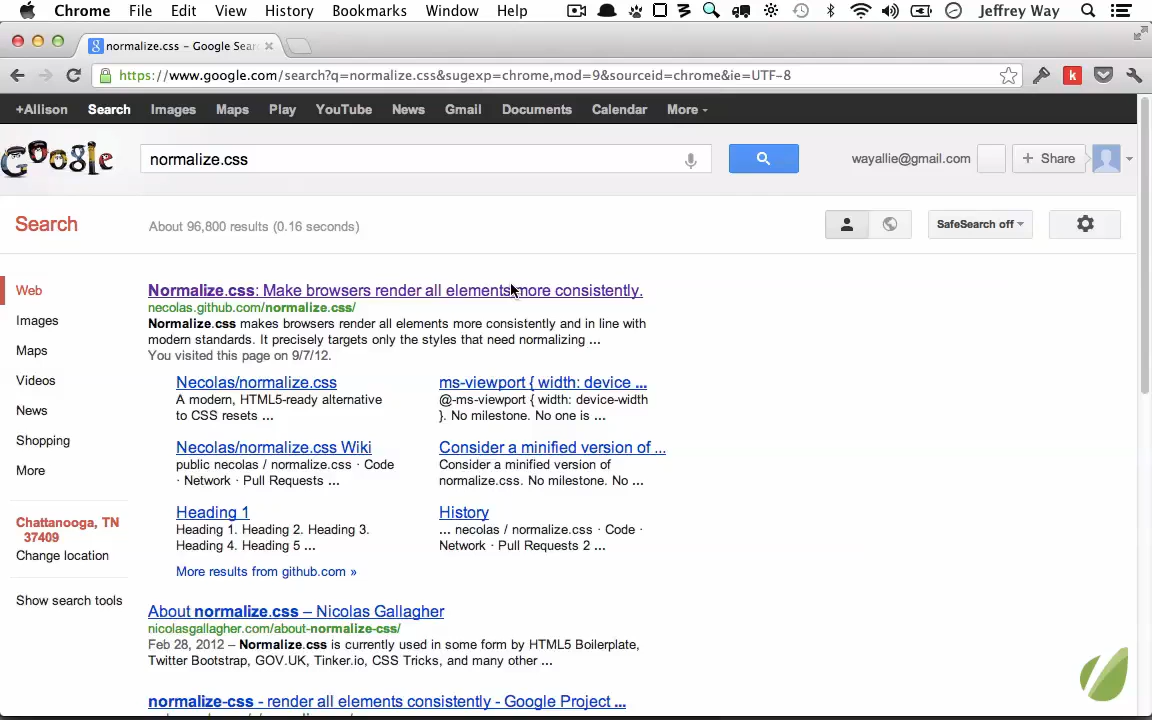 Chrome File Edit View History Bookmarks Window Help Jeffrey Way
normalize.css - Google Sear
https://www.google.com/search?q=normalize.css&sugexp=chrome,mod=9&sourceid=chrome&ie=UTF-8
+Allison Search Images Maps Play YouTube News Gmail Documents Calendar More
Google normalize.css wayallie@gmail.com + Share
Search About 96,800 results (0.16 seconds) SafeSearch off
Web
Images
Maps
Videos
News
Shopping
More
Chattanooga, TN
37409
Change location
Show search tools
Normalize.css: Make browsers render all elements more consistently.
necolas.github.com/normalize.css/
Normalize.css makes browsers render all elements more consistently and in line with
modern standards. It precisely targets only the styles that need normalizing ...
You visited this page on 9/7/12.
Necolas/normalize.css
A modern, HTML5-ready alternative
to CSS resets ...
ms-viewport { width: device ...
@-ms-viewport { width: device-width
}. No milestone. No one is ...
Necolas/normalize.css Wiki
public necolas / normalize.css · Code
· Network · Pull Requests ...
Consider a minified version of ...
Consider a minified version of
normalize.css. No milestone. No ...
Heading 1
Heading 1. Heading 2. Heading 3.
Heading 4. Heading 5 ...
History
... necolas / normalize.css · Code ·
Network · Pull Requests 2 ...
More results from github.com »
About normalize.css – Nicolas Gallagher
nicolasgallagher.com/about-normalize-css/
Feb 28, 2012 – Normalize.css is currently used in some form by HTML5 Boilerplate,
Twitter Bootstrap, GOV.UK, Tinker.io, CSS Tricks, and many other ...
normalize-css - render all elements consistently - Google Project ...